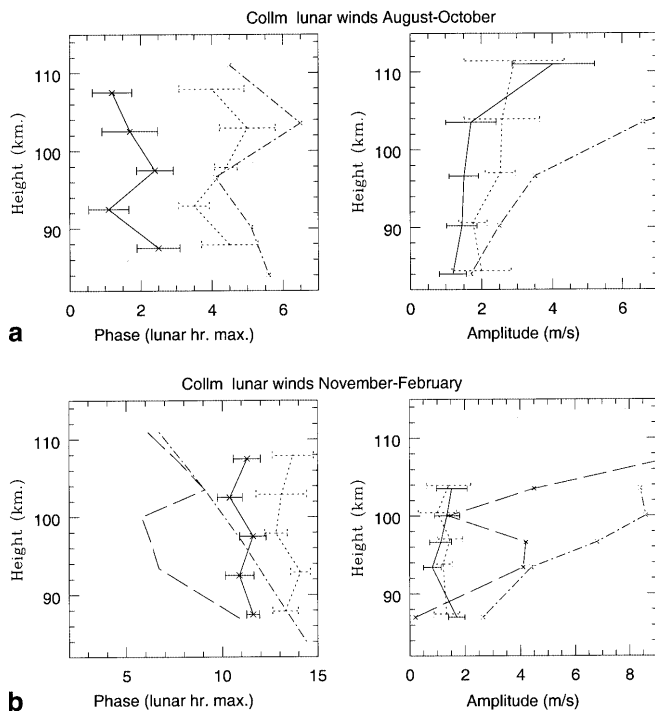 Collm lunar winds August-October
Height (km.)
110
100
90
0 2 4 6
Phase (lunar hr. max.)
Height (km.)
110
100
90
0 2 4 6
Amplitude (m/s)
a
Collm lunar winds November-February
Height (km.)
110
100
90
5 10 15
Phase (lunar hr. max.)
Height (km.)
110
100
90
0 2 4 6 8
Amplitude (m/s)
b